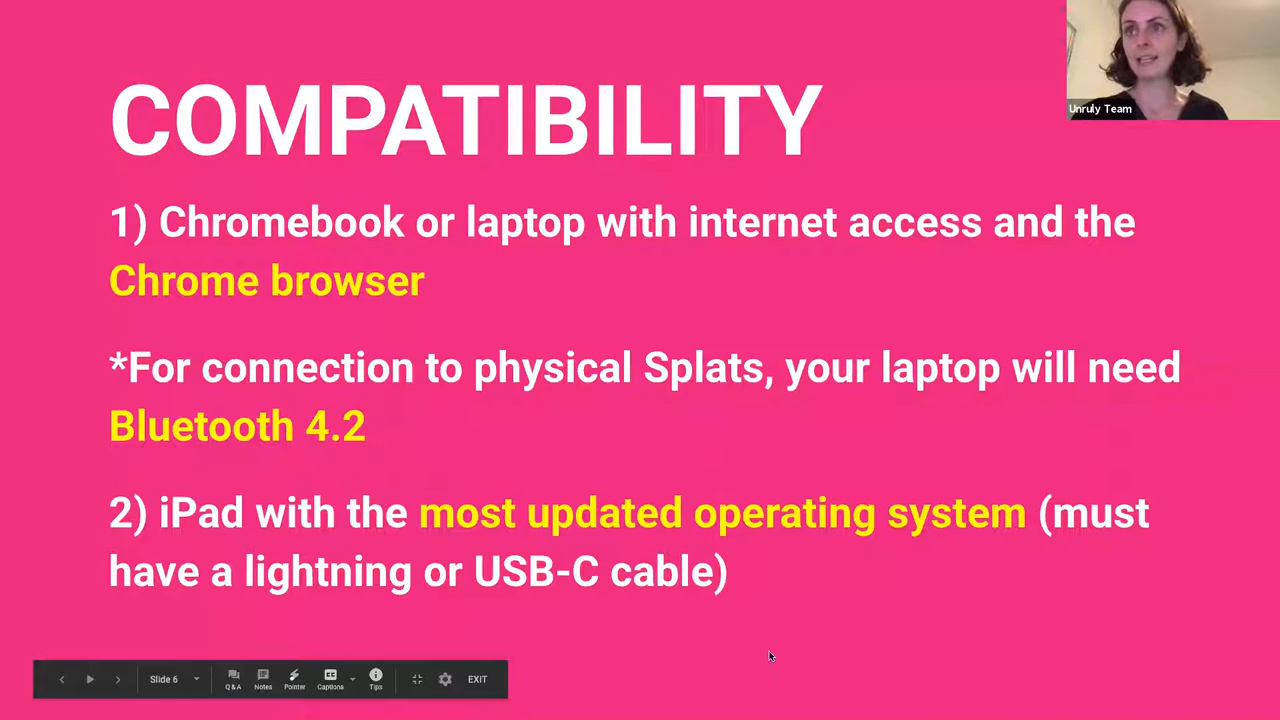 COMPATIBILITY
Unruly Team
1) Chromebook or laptop with internet access and the
Chrome browser
*For connection to physical Splats, your laptop will need
Bluetooth 4.2
2) iPad with the most updated operating system (must
have a lightning or USB-C cable)
Slide 6
Q&A
Notes
Pointer
Captions
Tips
EXIT